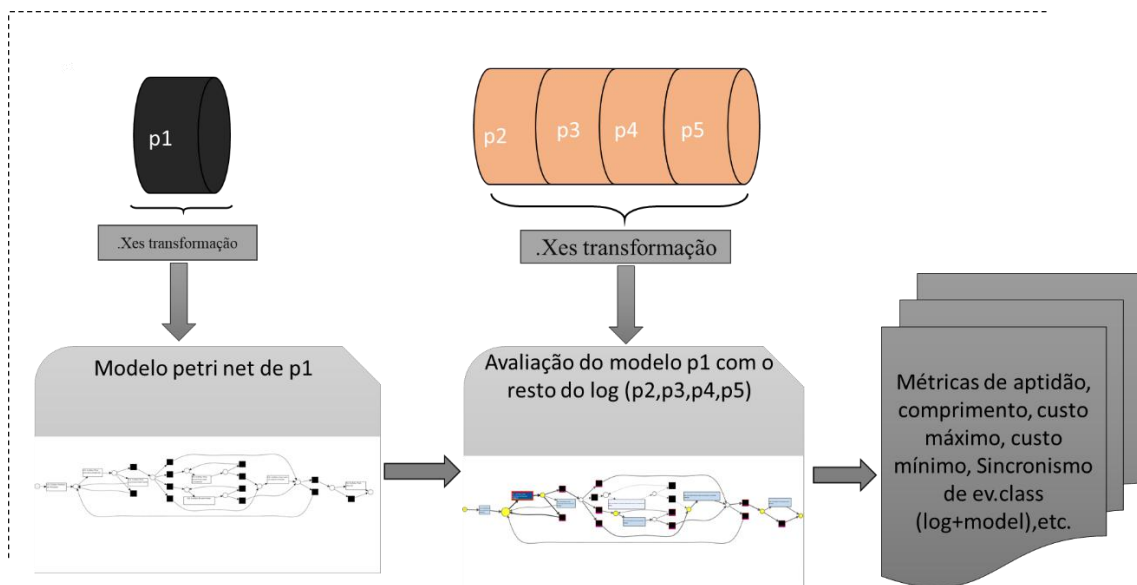 p1
p2
p3
p4
p5
.Xes transformação
.Xes transformação
Modelo petri net de p1
Avaliação do modelo p1 com o
resto do log (p2,p3,p4,p5)
Métricas de aptidão,
comprimento, custo
máximo, custo
mínimo, Sincronismo
de ev.class
(log+model),etc.